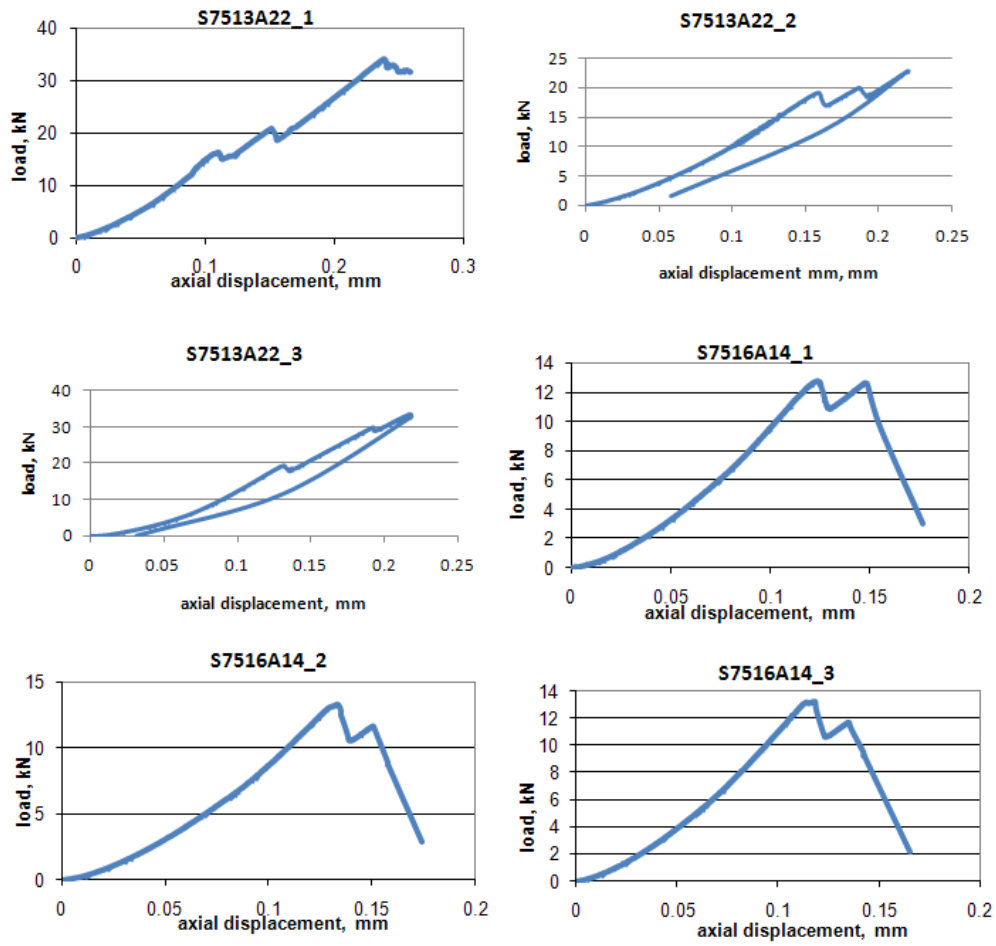 S7513A22_1
40
30
20
10
0
load, kN
0 0.1 0.2 0.3
axial displacement, mm
S7513A22_2
25
20
15
10
5
0
load, kN
0 0.05 0.1 0.15 0.2 0.25
axial displacement mm, mm
S7513A22_3
40
30
20
10
0
load, kN
0 0.05 0.1 0.15 0.2 0.25
axial displacement, mm
S7516A14_1
14
12
10
8
6
4
2
0
load, kN
0 0.05 0.1 0.15 0.2
axial displacement, mm
S7516A14_2
15
10
5
0
load, kN
0 0.05 0.1 0.15 0.2
axial displacement, mm
S7516A14_3
14
12
10
8
6
4
2
0
load, kN
0 0.05 0.1 0.15 0.2
axial displacement, mm